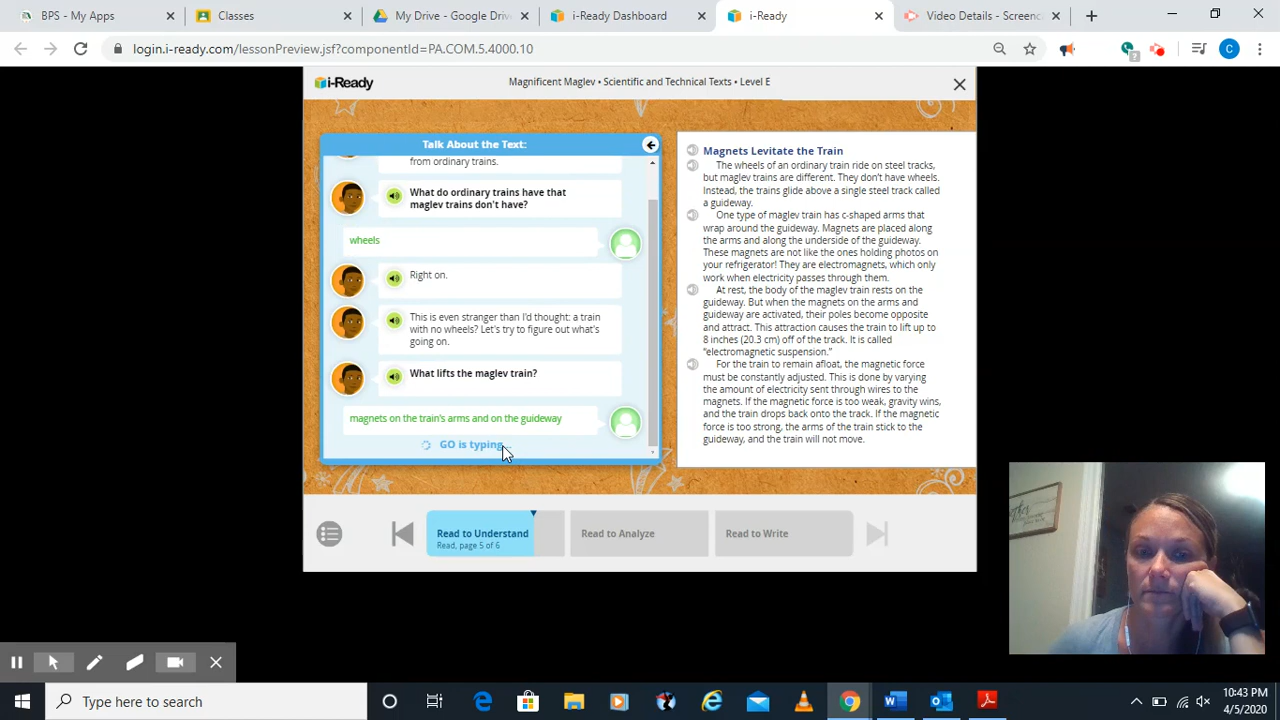 BPS - My Apps
Classes
My Drive - Google Dr
i-Ready Dashboard
i-Ready
Video Details - Screenc
login.i-ready.com/lessonPreview.jsf?componentId=PA.COM.5.4000.10
C
i-Ready
Magnificent Maglev • Scientific and Technical Texts • Level E
Talk About the Text:
from ordinary trains.
What do ordinary trains have that
maglev trains don't have?
wheels
Right on.
This is even stranger than I'd thought: a train
with no wheels? Let's try to figure out what's
going on.
What lifts the maglev train?
magnets on the train's arms and on the guideway
GO is typing...
Magnets Levitate the Train
The wheels of an ordinary train ride on steel tracks,
but maglev trains are different. They don't have wheels.
Instead, the trains glide above a single steel track called
a guideway.
One type of maglev train has c-shaped arms that
wrap around the guideway. Magnets are placed along
the arms and along the underside of the guideway.
These magnets are not like the ones holding photos on
your refrigerator! They are electromagnets, which only
work when electricity passes through them.
At rest, the body of the maglev train rests on the
guideway. But when the magnets on the arms and
guideway are activated, their poles become opposite
and attract. This attraction causes the train to lift up to
8 inches (20.3 cm) off of the track. It is called
"electromagnetic suspension."
For the train to remain afloat, the magnetic force
must be constantly adjusted. This is done by varying
the amount of electricity sent through wires to the
magnets. If the magnetic force is too weak, gravity wins,
and the train drops back onto the track. If the magnetic
force is too strong, the arms of the train stick to the
guideway, and the train will not move.
Read to Understand
Read, page 5 of 6
Read to Analyze
Read to Write
Type here to search
10:43 PM
4/5/2020